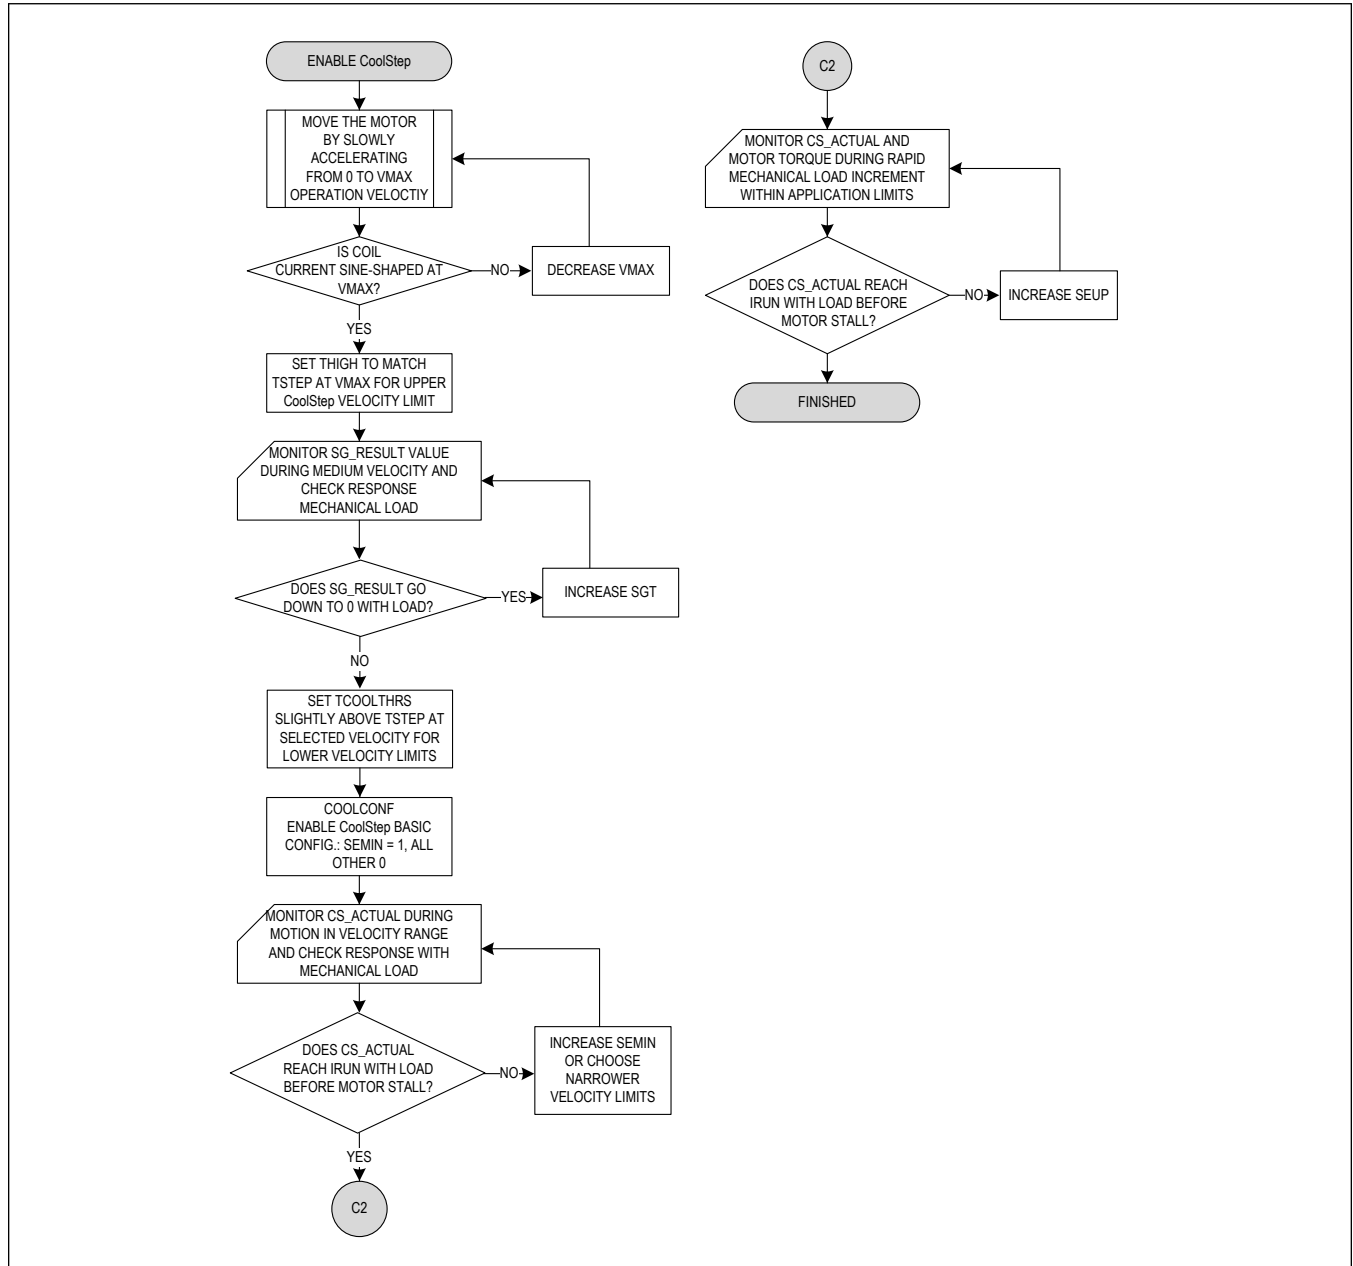 ENABLE CoolStep
MOVE THE MOTOR
BY SLOWLY
ACCELERATING
FROM 0 TO VMAX
OPERATION VELOCTIY
IS COIL
CURRENT SINE-SHAPED AT
VMAX?
NO
DECREASE VMAX
YES
SET THIGH TO MATCH
TSTEP AT VMAX FOR UPPER
CoolStep VELOCITY LIMIT
MONITOR SG_RESULT VALUE
DURING MEDIUM VELOCITY AND
CHECK RESPONSE
MECHANICAL LOAD
DOES SG_RESULT GO
DOWN TO 0 WITH LOAD?
YES
INCREASE SGT
NO
SET TCOOLTHRS
SLIGHTLY ABOVE TSTEP AT
SELECTED VELOCITY FOR
LOWER VELOCITY LIMITS
COOLCONF
ENABLE CoolStep BASIC
CONFIG.: SEMIN = 1, ALL
OTHER 0
MONITOR CS_ACTUAL DURING
MOTION IN VELOCITY RANGE
AND CHECK RESPONSE WITH
MECHANICAL LOAD
DOES CS_ACTUAL
REACH IRUN WITH LOAD
BEFORE MOTOR STALL?
NO
INCREASE SEMIN
OR CHOOSE
NARROWER
VELOCITY LIMITS
YES
C2
C2
MONITOR CS_ACTUAL AND
MOTOR TORQUE DURING RAPID
MECHANICAL LOAD INCREMENT
WITHIN APPLICATION LIMITS
DOES CS_ACTUAL REACH
IRUN WITH LOAD BEFORE
MOTOR STALL?
NO
INCREASE SEUP
FINISHED